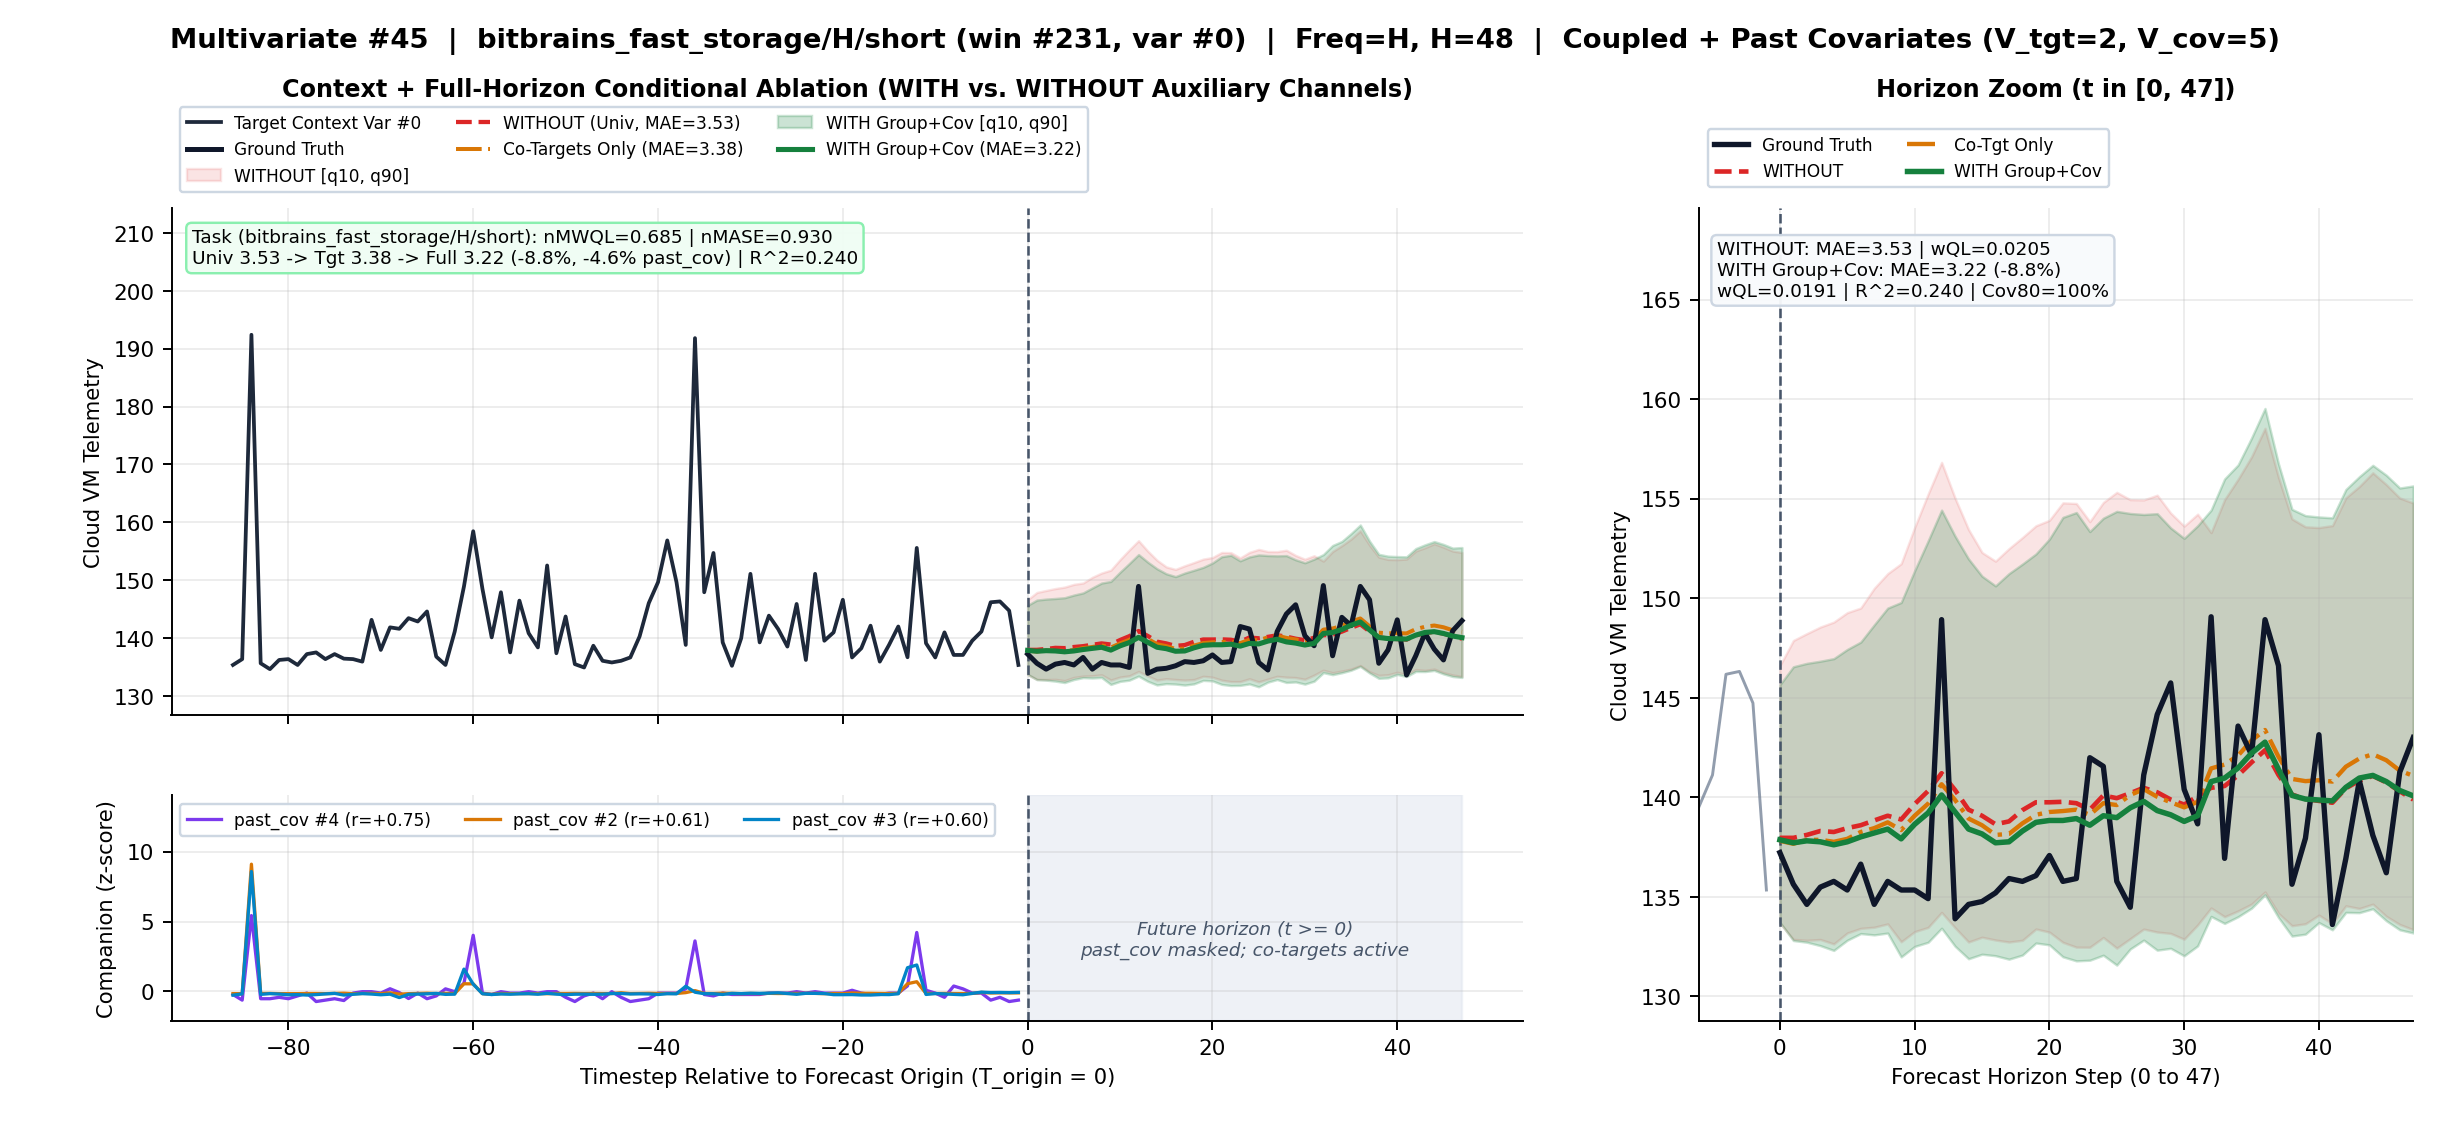 Multivariate #45 | bitbrains_fast_storage/H/short (win #231, var #0) | Freq=H, H=48 | Coupled + Past Covariates (V_tgt=2, V_cov=5)
Context + Full-Horizon Conditional Ablation (WITH vs. WITHOUT Auxiliary Channels)
Target Context Var #0
Ground Truth
WITHOUT [q10, q90]
WITHOUT (Univ, MAE=3.53)
Co-Targets Only (MAE=3.38)
WITH Group+Cov [q10, q90]
WITH Group+Cov (MAE=3.22)
Task (bitbrains_fast_storage/H/short): nMWQL=0.685 | nMASE=0.930
Univ 3.53 -> Tgt 3.38 -> Full 3.22 (-8.8%, -4.6% past_cov) | R^2=0.240
Cloud VM Telemetry
210
200
190
180
170
160
150
140
130
past_cov #4 (r=+0.75)
past_cov #2 (r=+0.61)
past_cov #3 (r=+0.60)
Companion (z-score)
10
5
0
Future horizon (t >= 0)
past_cov masked; co-targets active
−80
−60
−40
−20
0
20
40
Timestep Relative to Forecast Origin (T_origin = 0)
Horizon Zoom (t in [0, 47])
Ground Truth
WITHOUT
Co-Tgt Only
WITH Group+Cov
WITHOUT: MAE=3.53 | wQL=0.0205
WITH Group+Cov: MAE=3.22 (-8.8%)
wQL=0.0191 | R^2=0.240 | Cov80=100%
Cloud VM Telemetry
165
160
155
150
145
140
135
130
0
10
20
30
40
Forecast Horizon Step (0 to 47)